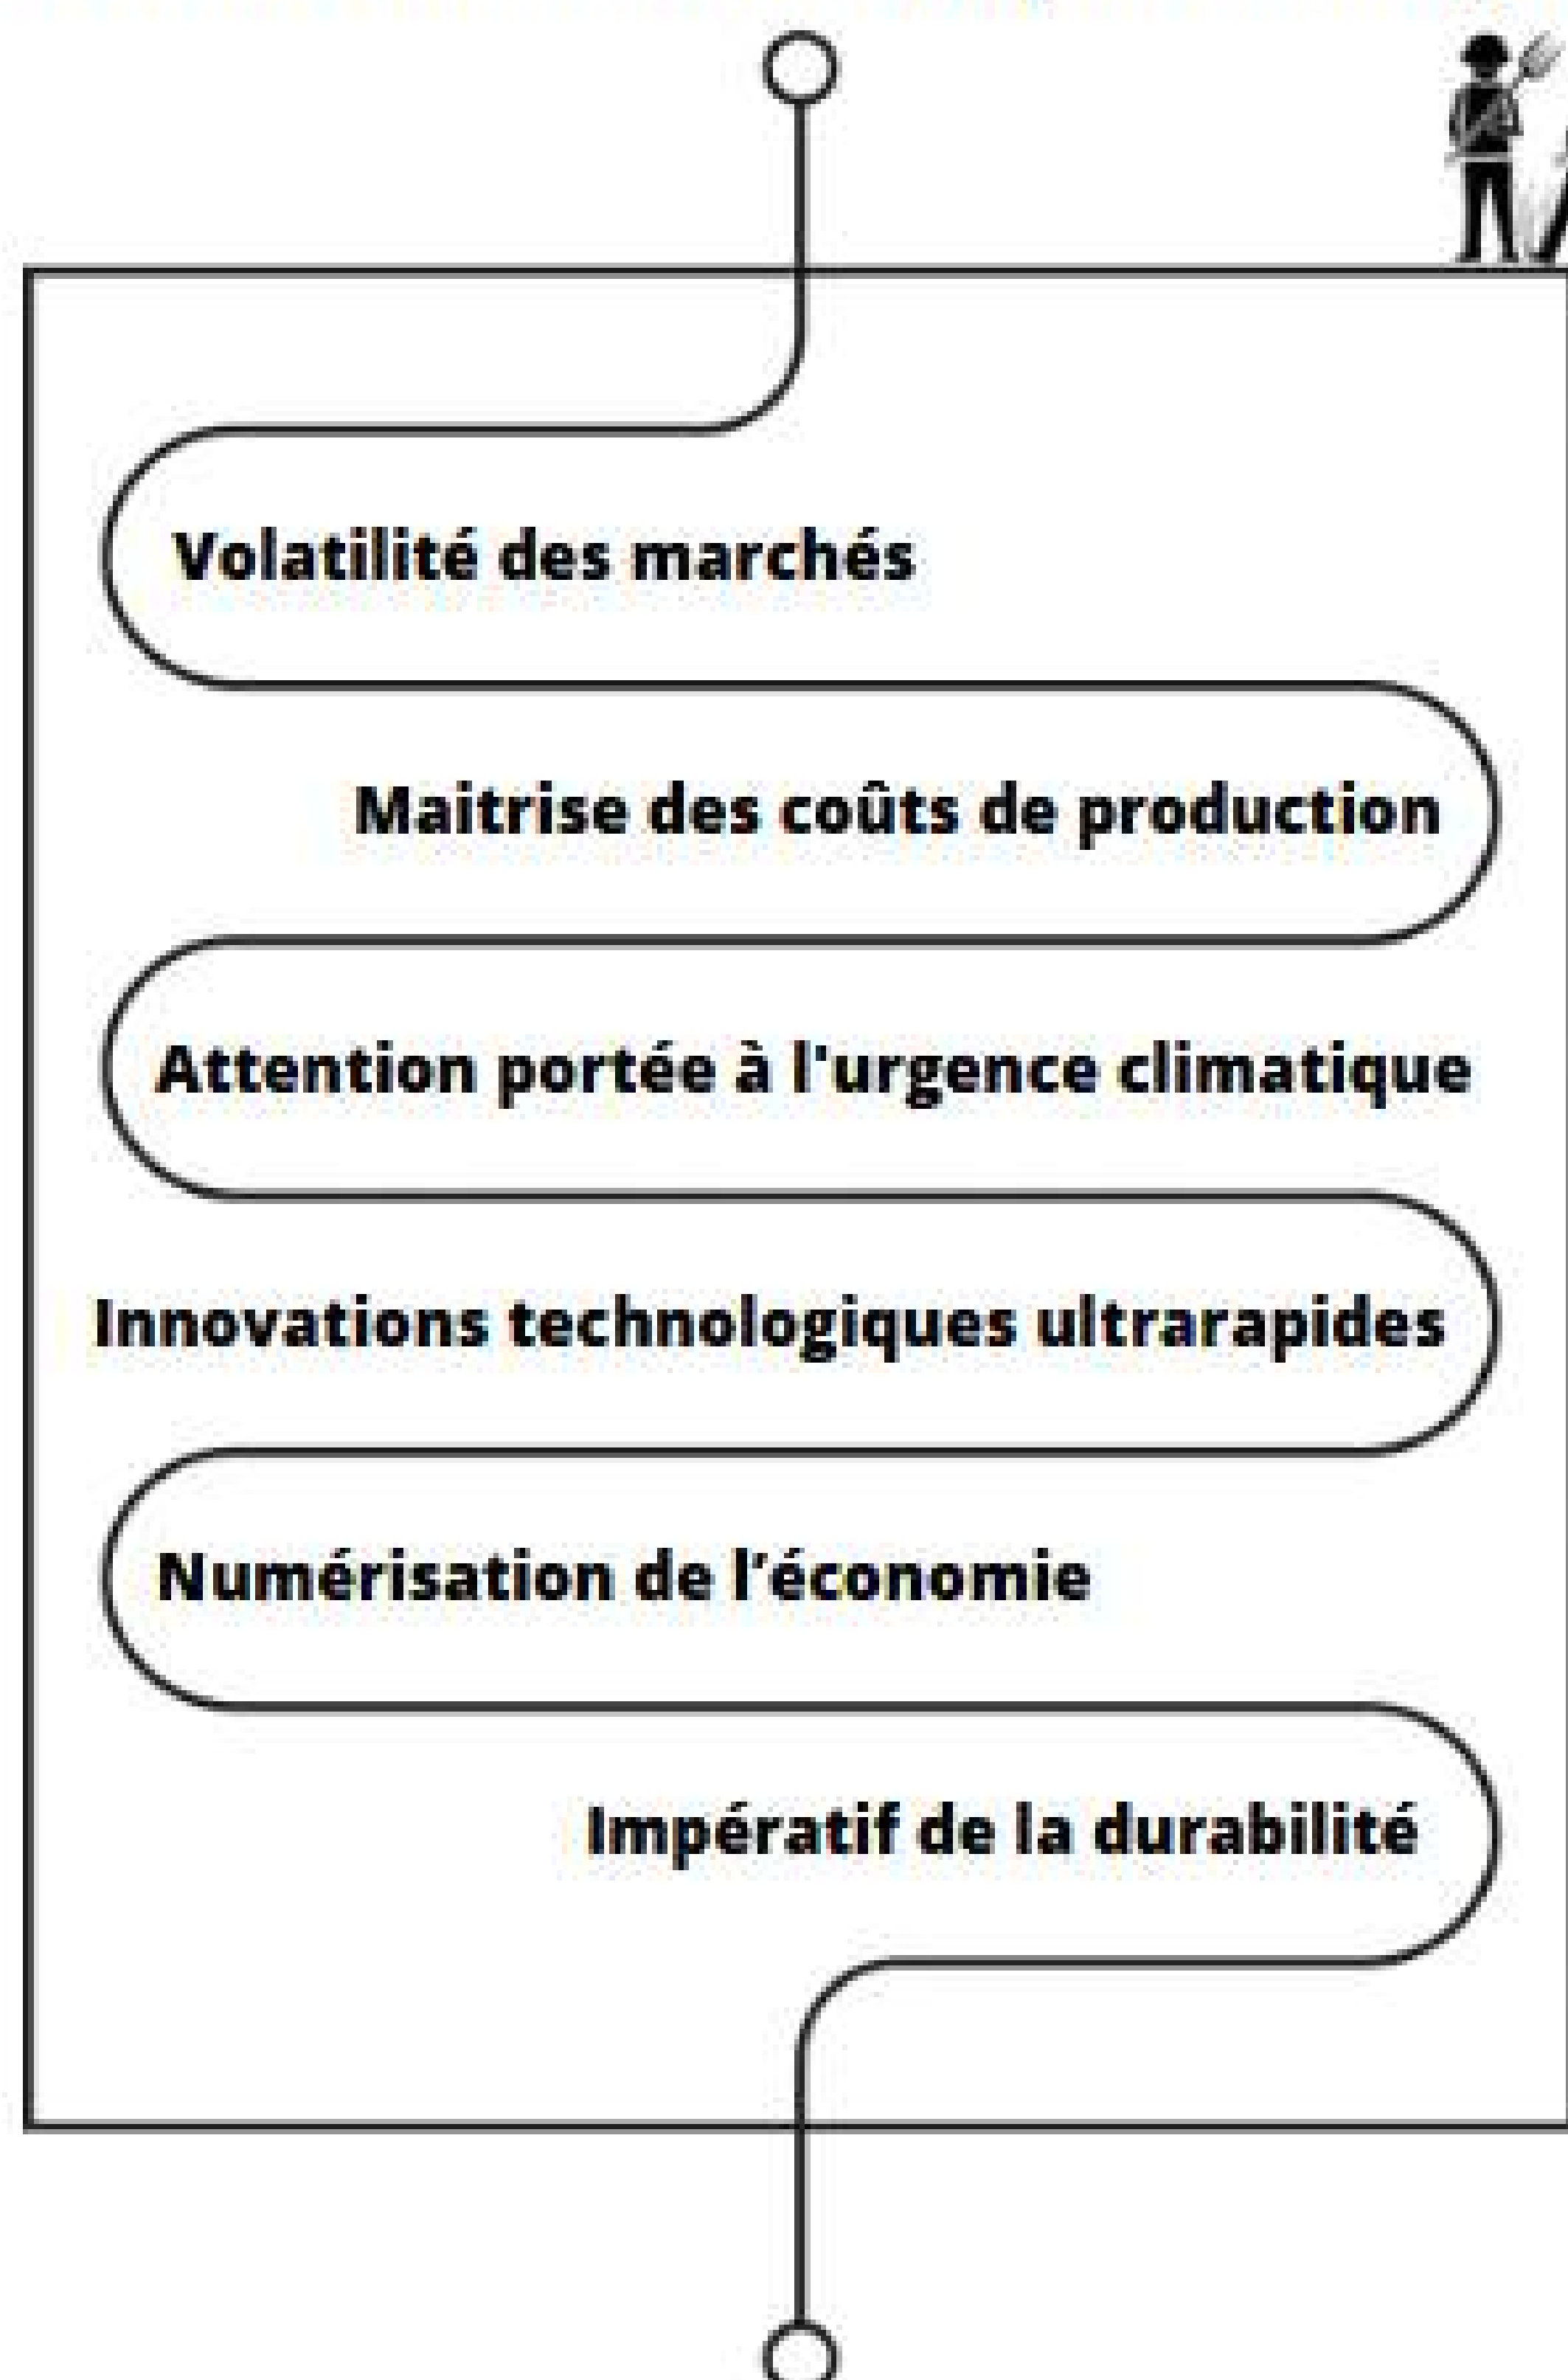 Volatilité des marchés
Maitrise des coûts de production
Attention portée à l'urgence climatique
Innovations technologiques ultrarapides
Numérisation de l’économie
Impératif de la durabilité